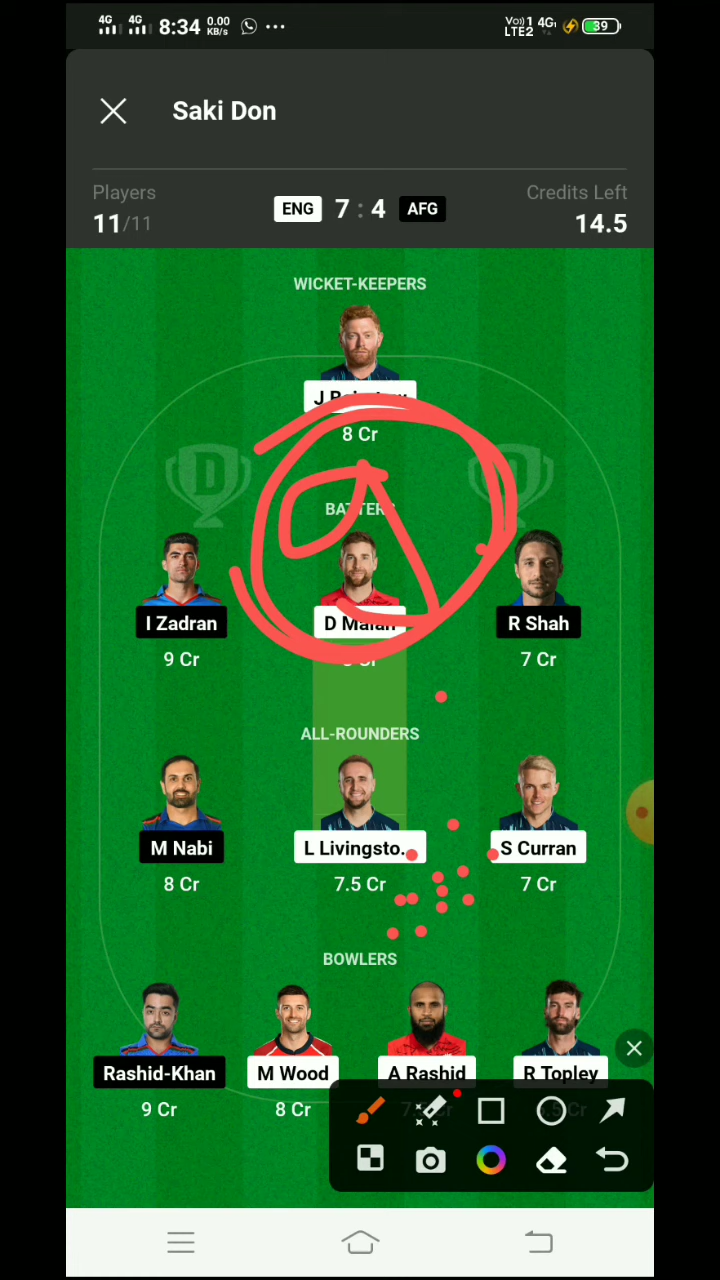 4G 4G 8:34 0.00 KB/s ... Vo)) 1 LTE2 4G 39
Saki Don
Players Credits Left
11/11 ENG 7 : 4 AFG 14.5
WICKET-KEEPERS
J
8 Cr
BATTERS
I Zadran D Malan R Shah
9 Cr Cr 7 Cr
ALL-ROUNDERS
M Nabi L Livingsto... S Curran
8 Cr 7.5 Cr 7 Cr
BOWLERS
Rashid-Khan M Wood A Rashid R Topley
9 Cr 8 Cr